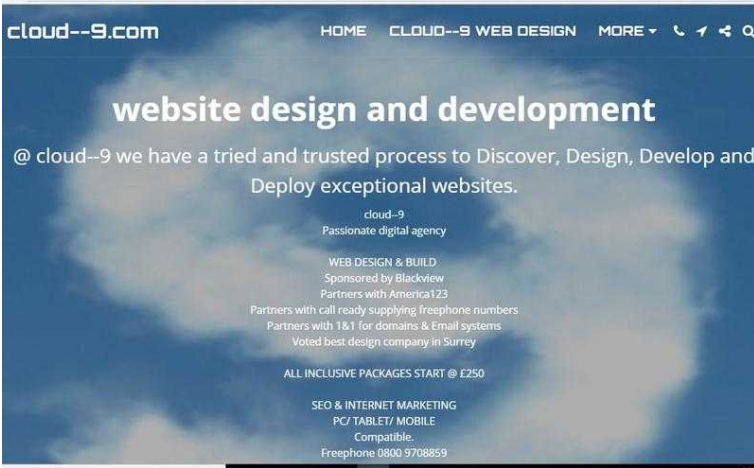 cloud--9.com
HOME CLOUD--9 WEB DESIGN MORE
website design and development
@ cloud--9 we have a tried and trusted process to Discover, Design, Develop and
Deploy exceptional websites.
cloud--9
Passionate digital agency
WEB DESIGN & BUILD
Sponsored by Blackview
Partners with America123
Partners with call ready supplying freephone numbers
Partners with 1&1 for domains & Email systems
Voted best design company in Surrey
ALL INCLUSIVE PACKAGES START @ £250
SEO & INTERNET MARKETING
PC/ TABLET/ MOBILE
Compatible.
Freephone 0800 9708859